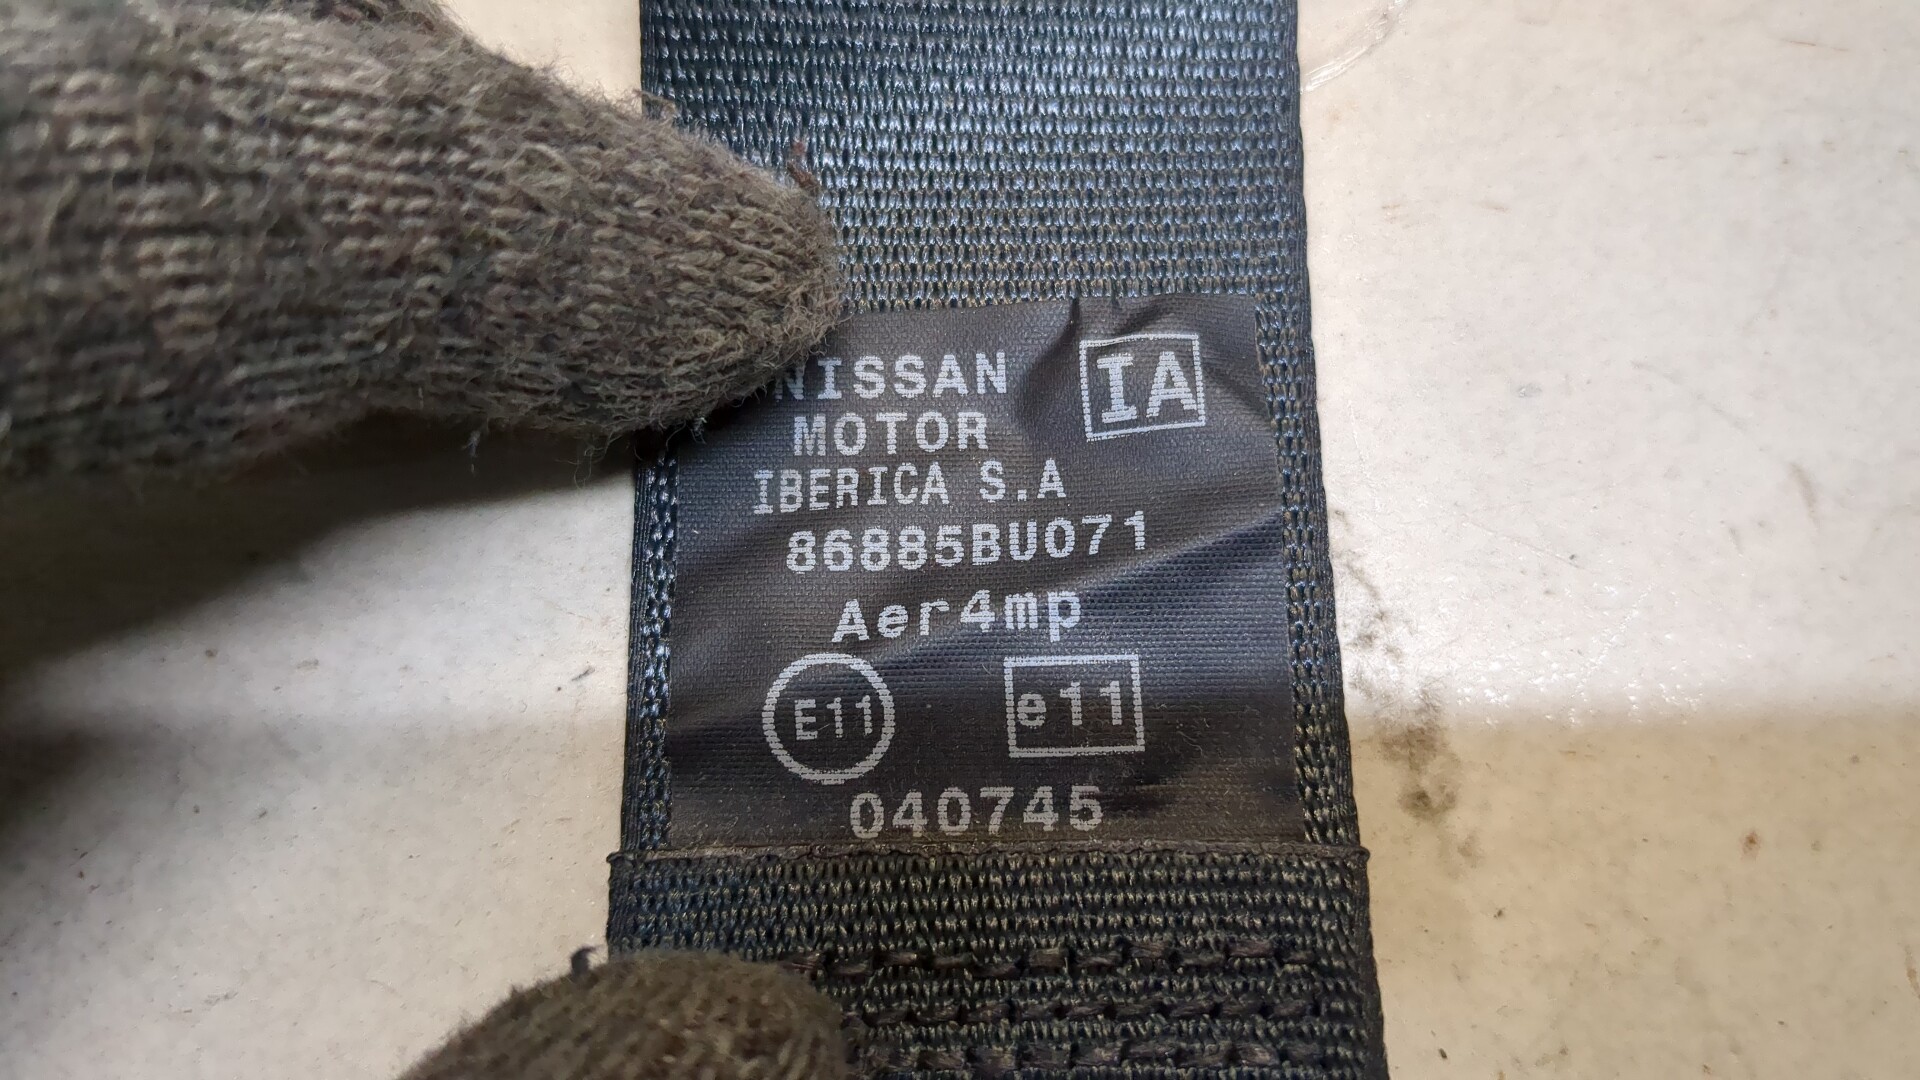 NISSAN
IA
MOTOR
IBERICA S.A
86885BU071
Aer4mp
E11
e11
040745